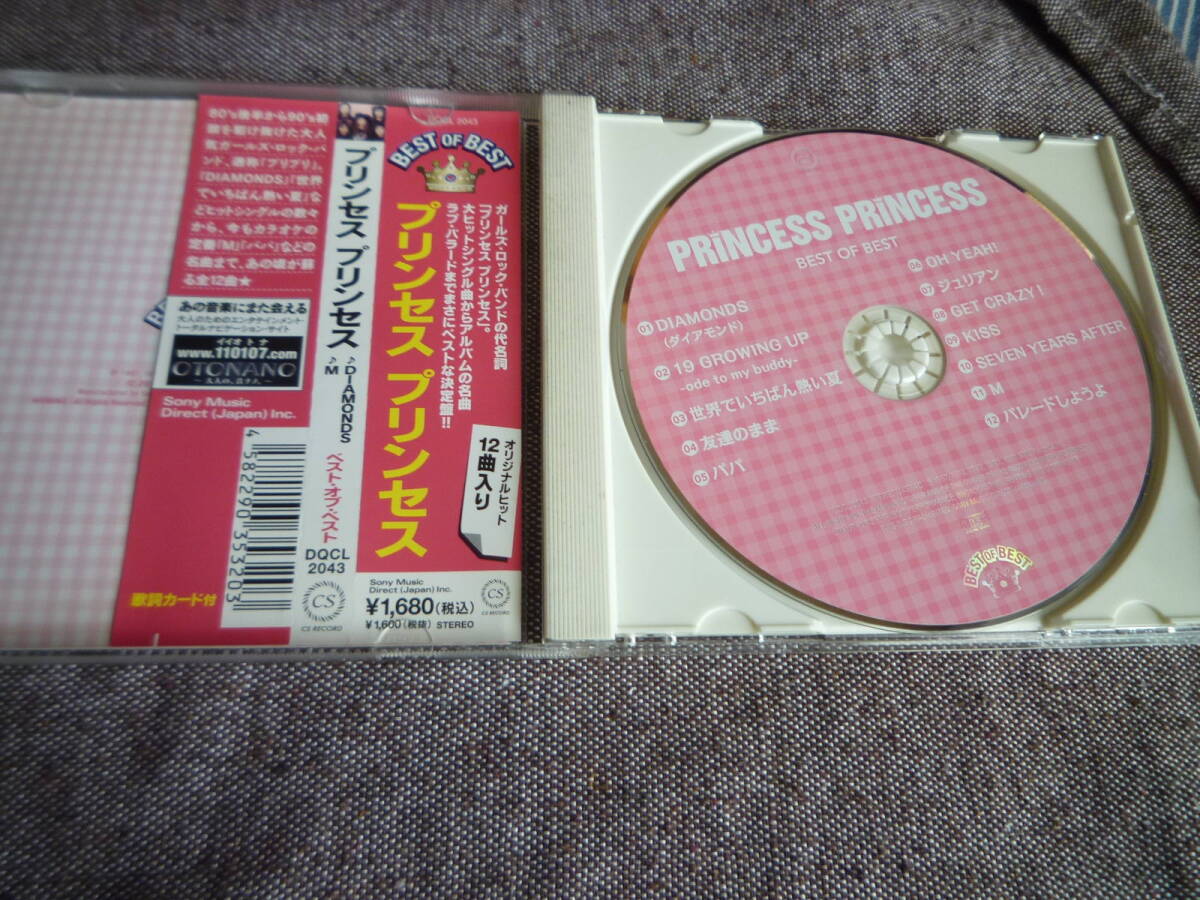 80's後半から90's初
頭を駆け抜けた大人
気ガールズ・ロック・バ
ンド、通称「プリプリ」。
「DIAMONDS」「世界
でいちばん熱い夏」な
どヒットシングルの数々
から、今もカラオケの
定番「M」「パパ」などの
名曲まで、あの頃が蘇
る全12曲★
あの音楽にまた会える
大人のためのエンタテインメント・
トータルナビゲーション・サイト
イイオトナ
www.110107.com
OTONANO
Sony Music
Direct (Japan) Inc.
4 582290 353203
歌詞カード付
プリンセス プリンセス
♪DIAMONDS
♪M
ベスト・オブ・ベスト
DQCL
2043
CS
CS RECORD
DQCL 2043
BEST OF BEST
ガールズ・ロック・バンドの代名詞
「プリンセス プリンセス」。
大ヒットシングル曲からアルバムの名曲
ラブ・バラードまでまさにベストな決定盤!!
プリンセス プリンセス
オリジナルヒット
12曲入り
Sony Music
Direct (Japan) Inc.
¥1,680(税込)
¥1,600(税抜) STEREO
CS
CS RECORD
PRiNCESS PRiNCESS
BEST OF BEST
01 DIAMONDS
(ダイアモンド)
02 19 GROWING UP
-ode to my buddy-
03 世界でいちばん熱い夏
04 友達のまま
05 パパ
06 OH YEAH!
07 ジュリアン
08 GET CRAZY!
09 KISS
10 SEVEN YEARS AFTER
11 M
12 パレードしようよ
BEST OF BEST